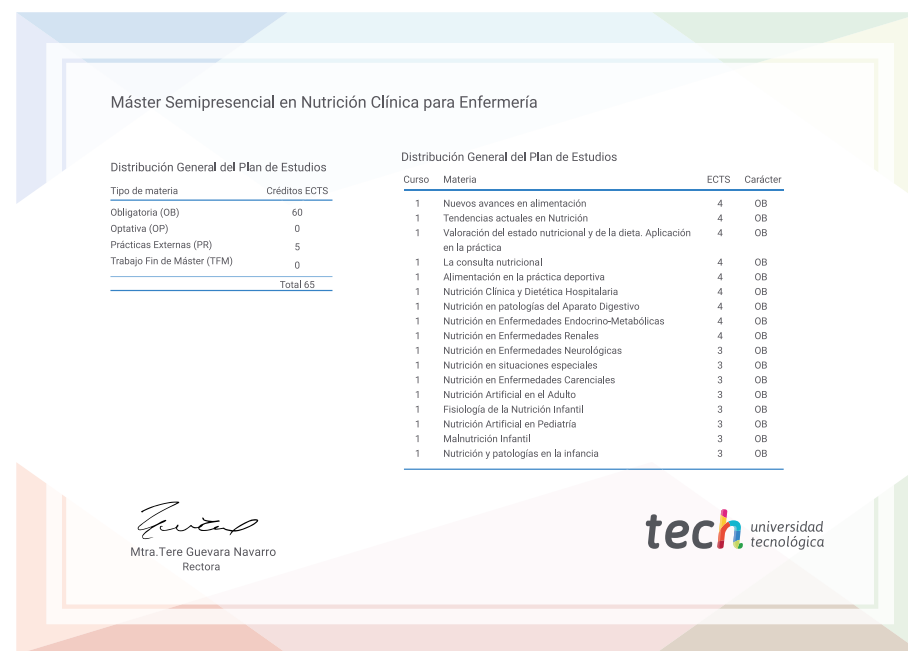 Máster Semipresencial en Nutrición Clínica para Enfermería
Distribución General del Plan de Estudios
Tipo de materia Créditos ECTS
Obligatoria (OB) 60
Optativa (OP) 0
Prácticas Externas (PR) 5
Trabajo Fin de Máster (TFM) 0
Total 65
Distribución General del Plan de Estudios
Curso Materia ECTS Carácter
1 Nuevos avances en alimentación 4 OB
1 Tendencias actuales en Nutrición 4 OB
1 Valoración del estado nutricional y de la dieta. Aplicación 4 OB
en la práctica
1 La consulta nutricional 4 OB
1 Alimentación en la práctica deportiva 4 OB
1 Nutrición Clínica y Dietética Hospitalaria 4 OB
1 Nutrición en patologías del Aparato Digestivo 4 OB
1 Nutrición en Enfermedades Endocrino-Metabólicas 4 OB
1 Nutrición en Enfermedades Renales 4 OB
1 Nutrición en Enfermedades Neurológicas 3 OB
1 Nutrición en situaciones especiales 3 OB
1 Nutrición en Enfermedades Carenciales 3 OB
1 Nutrición Artificial en el Adulto 3 OB
1 Fisiología de la Nutrición Infantil 3 OB
1 Nutrición Artificial en Pediatría 3 OB
1 Malnutrición Infantil 3 OB
1 Nutrición y patologías en la infancia 3 OB
Mtra.Tere Guevara Navarro
Rectora
tech universidad
tecnológica